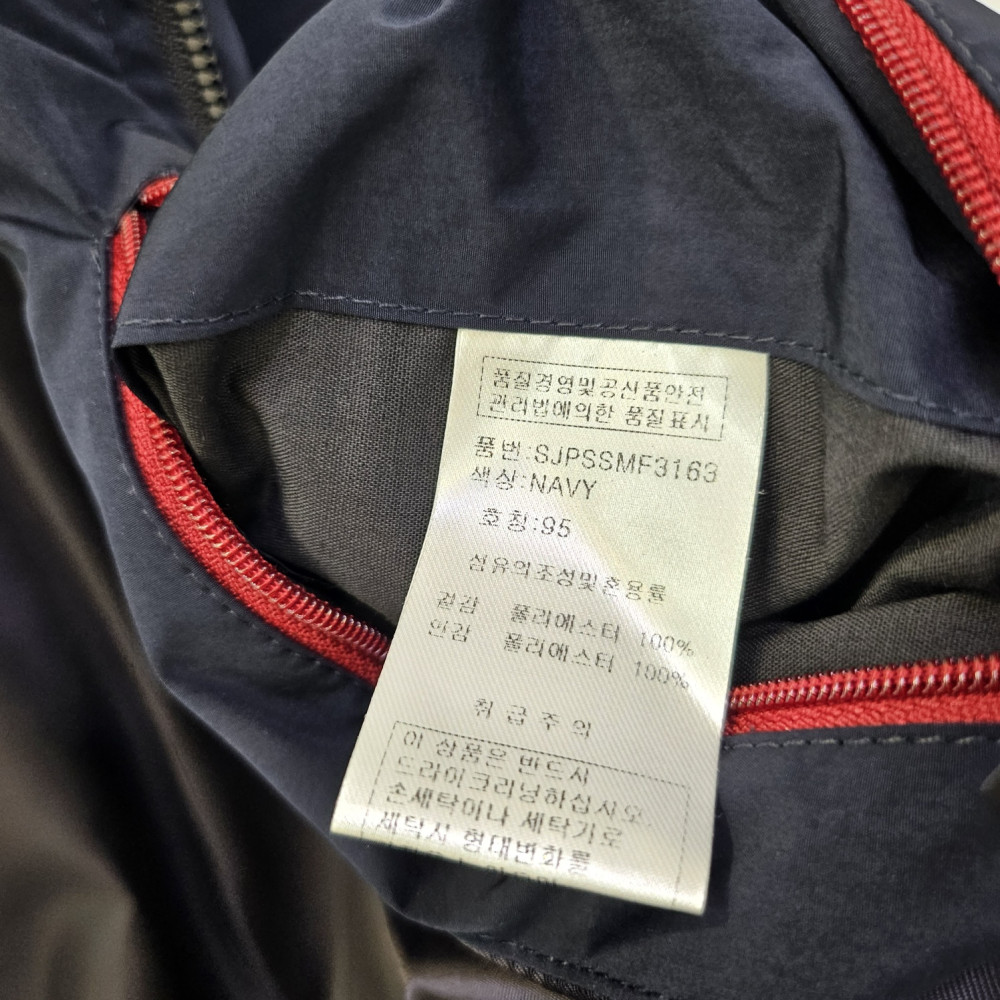 품질경영및공산품안전
관리법에의한 품질표시
품번:SJPSSMF3163
색상:NAVY
호칭:95
섬유의조성및혼용률
겉감 폴리에스터 100%
안감 폴리에스터 100%
취급주의
이 상품은 반드시
드라이크리닝하십시오.
손세탁이나 세탁기로
세탁시 형태변화를